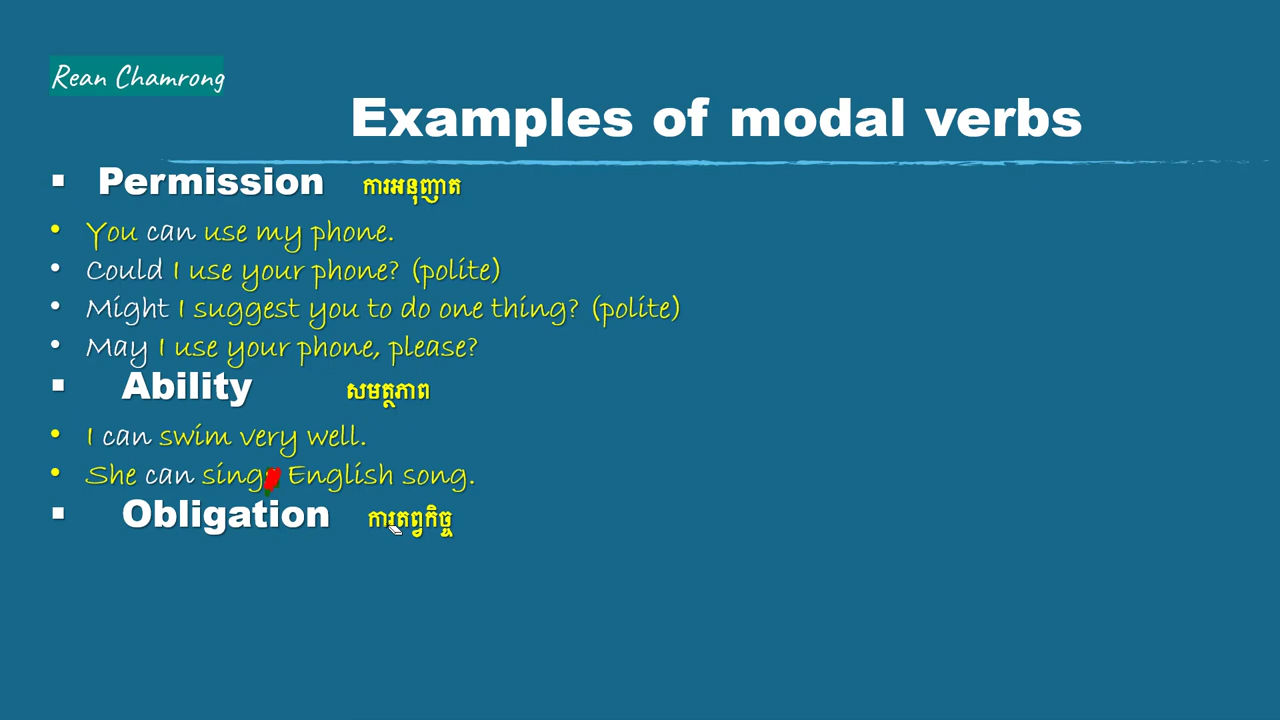 Rean Chamrong
Examples of modal verbs
▪ Permission ការអនុញ្ញាត
• You can use my phone.
• Could I use your phone? (polite)
• Might I suggest you to do one thing? (polite)
• May I use your phone, please?
▪ Ability សមត្ថភាព
• I can swim very well.
• She can sings English song.
▪ Obligation ការតព្វកិច្ច